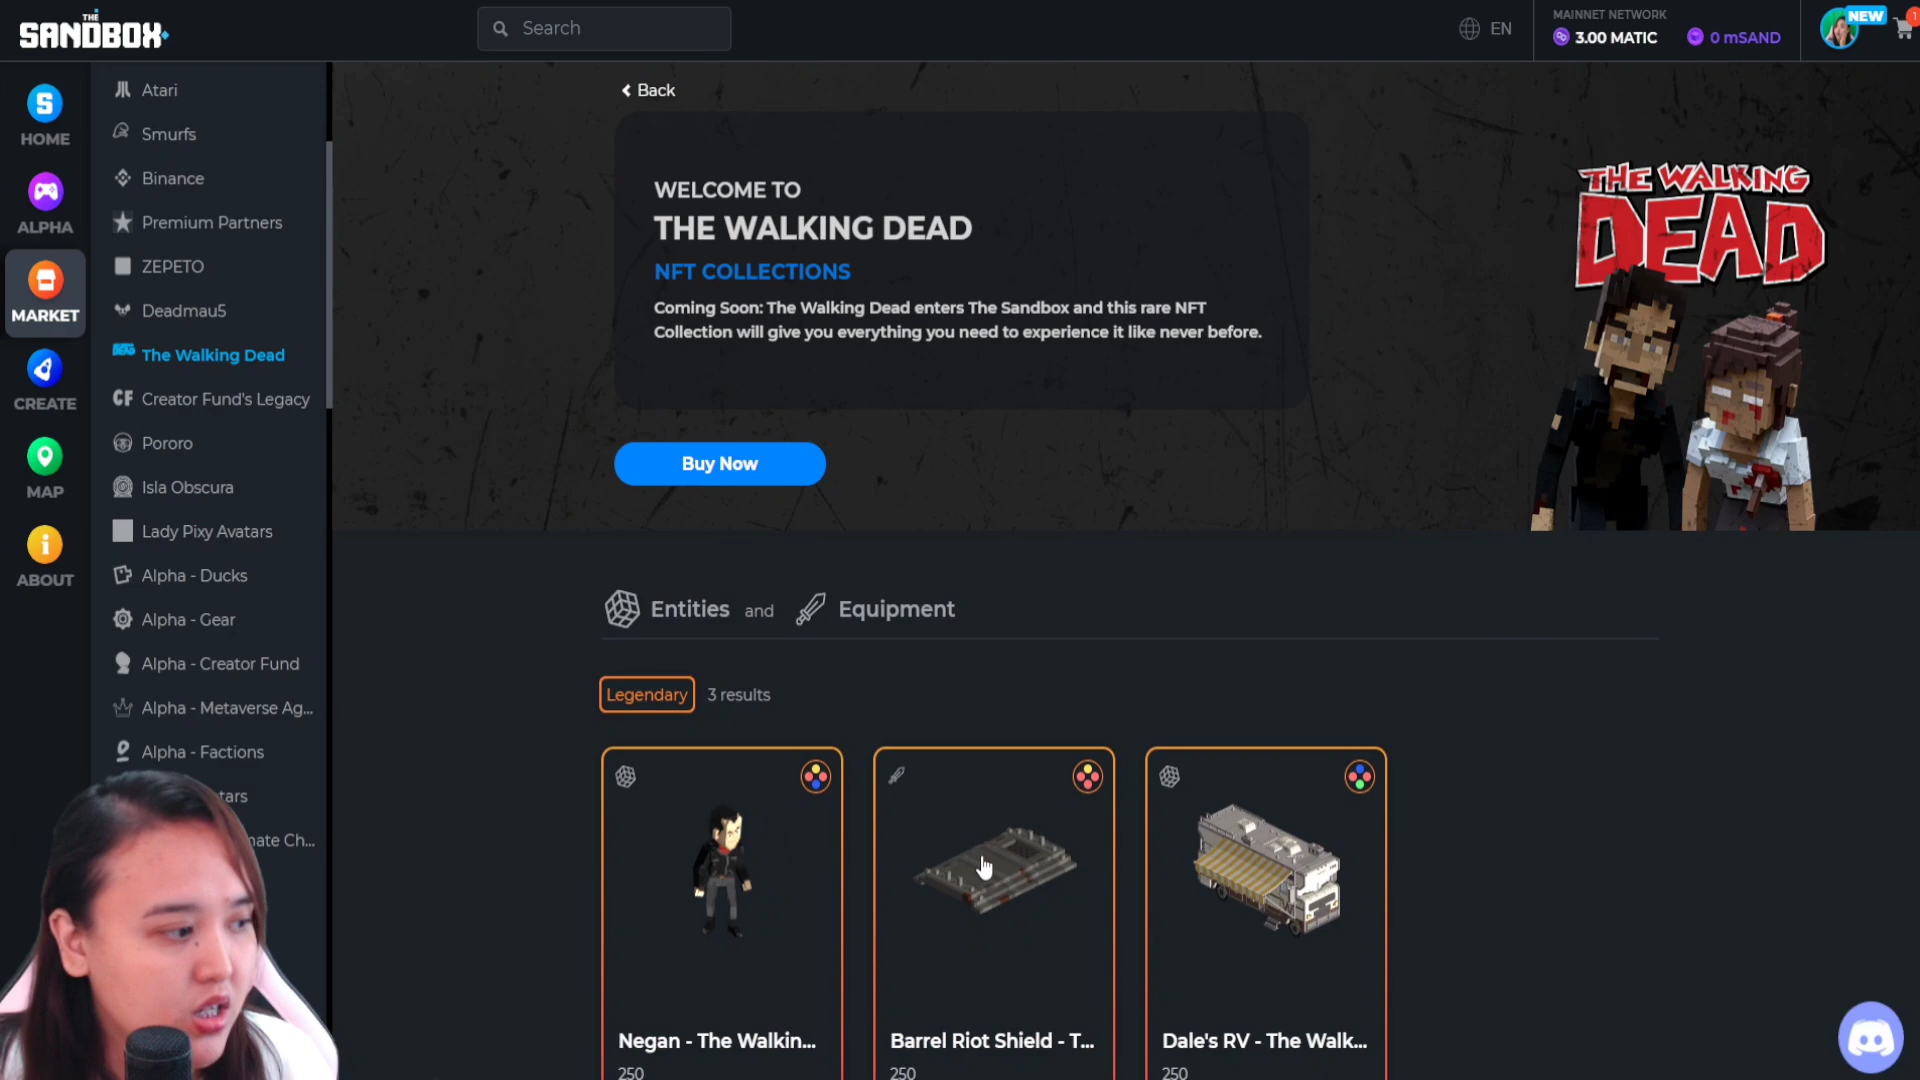 THE
SANDBOX
Search
EN
MAINNET NETWORK
3.00 MATIC
0 mSAND
NEW
1
HOME
ALPHA
MARKET
CREATE
MAP
ABOUT
Atari
Smurfs
Binance
Premium Partners
ZEPETO
Deadmau5
The Walking Dead
CF Creator Fund's Legacy
Pororo
Isla Obscura
Lady Pixy Avatars
Alpha - Ducks
Alpha - Gear
Alpha - Creator Fund
Alpha - Metaverse Ag...
Alpha - Factions
tars
nate Ch...
Back
WELCOME TO
THE WALKING DEAD
NFT COLLECTIONS
Coming Soon: The Walking Dead enters The Sandbox and this rare NFT
Collection will give you everything you need to experience it like never before.
Buy Now
THE WALKING
DEAD
Entities and Equipment
Legendary 3 results
Negan - The Walkin...
250
Barrel Riot Shield - T...
250
Dale's RV - The Walk...
250